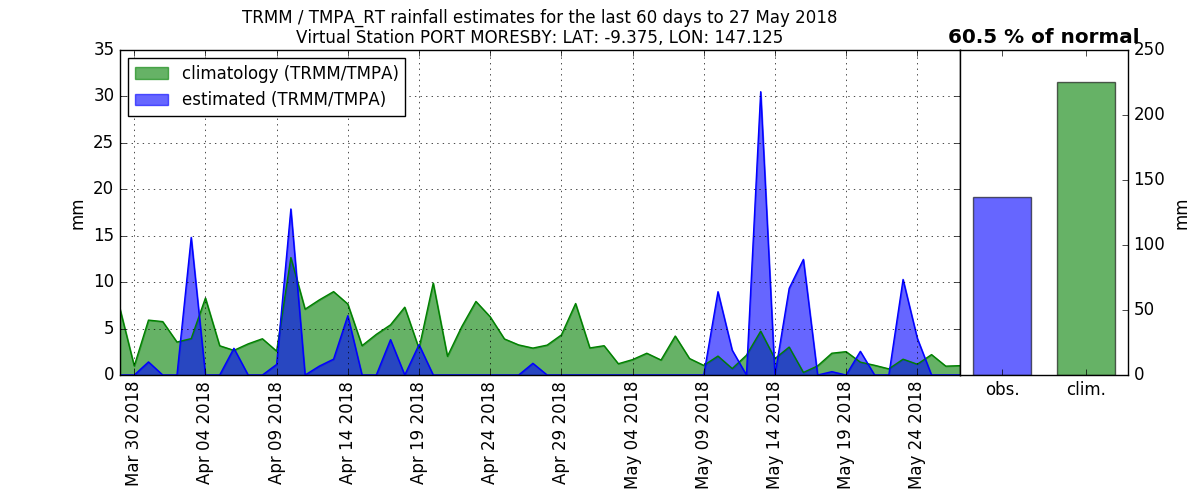 TRMM / TMPA_RT rainfall estimates for the last 60 days to 27 May 2018
Virtual Station PORT MORESBY: LAT: -9.375, LON: 147.125
60.5 % of normal
climatology (TRMM/TMPA)
estimated (TRMM/TMPA)
35
30
25
20
15
10
5
0
mm
Mar 30 2018
Apr 04 2018
Apr 09 2018
Apr 14 2018
Apr 19 2018
Apr 24 2018
Apr 29 2018
May 04 2018
May 09 2018
May 14 2018
May 19 2018
May 24 2018
obs.
clim.
250
200
150
100
50
0
mm